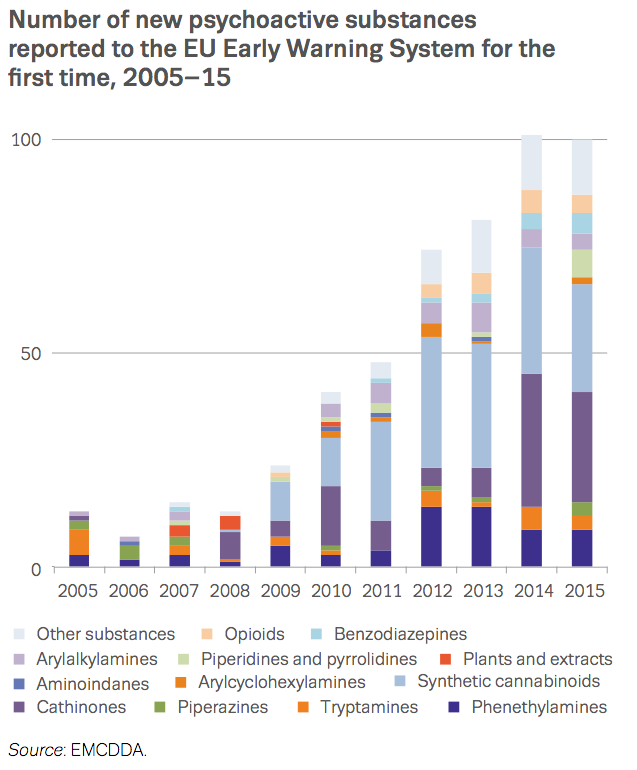 Number of new psychoactive substances
reported to the EU Early Warning System for the
first time, 2005–15
100
50
0
2005 2006 2007 2008 2009 2010 2011 2012 2013 2014 2015
Other substances Opioids Benzodiazepines
Arylalkylamines Piperidines and pyrrolidines Plants and extracts
Aminoindanes Arylcyclohexylamines Synthetic cannabinoids
Cathinones Piperazines Tryptamines Phenethylamines
Source: EMCDDA.